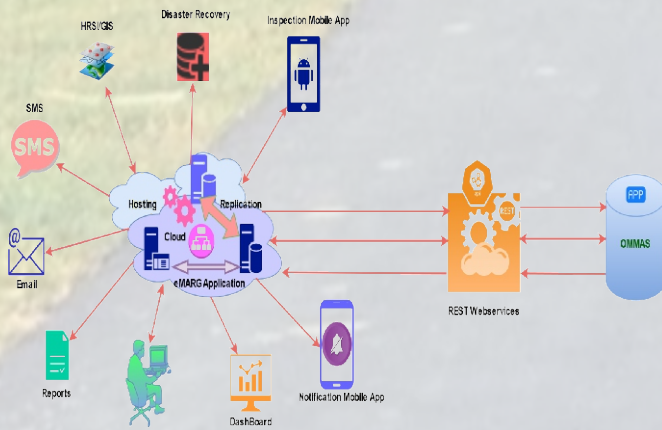 Disaster Recovery
Inspection Mobile App
HRSI/GIS
SMS
SMS
Hosting
Replication
Cloud
eMARG Application
@
Email
Reports
DashBoard
Notification Mobile App
REST
REST Webservices
APP
OMMAS